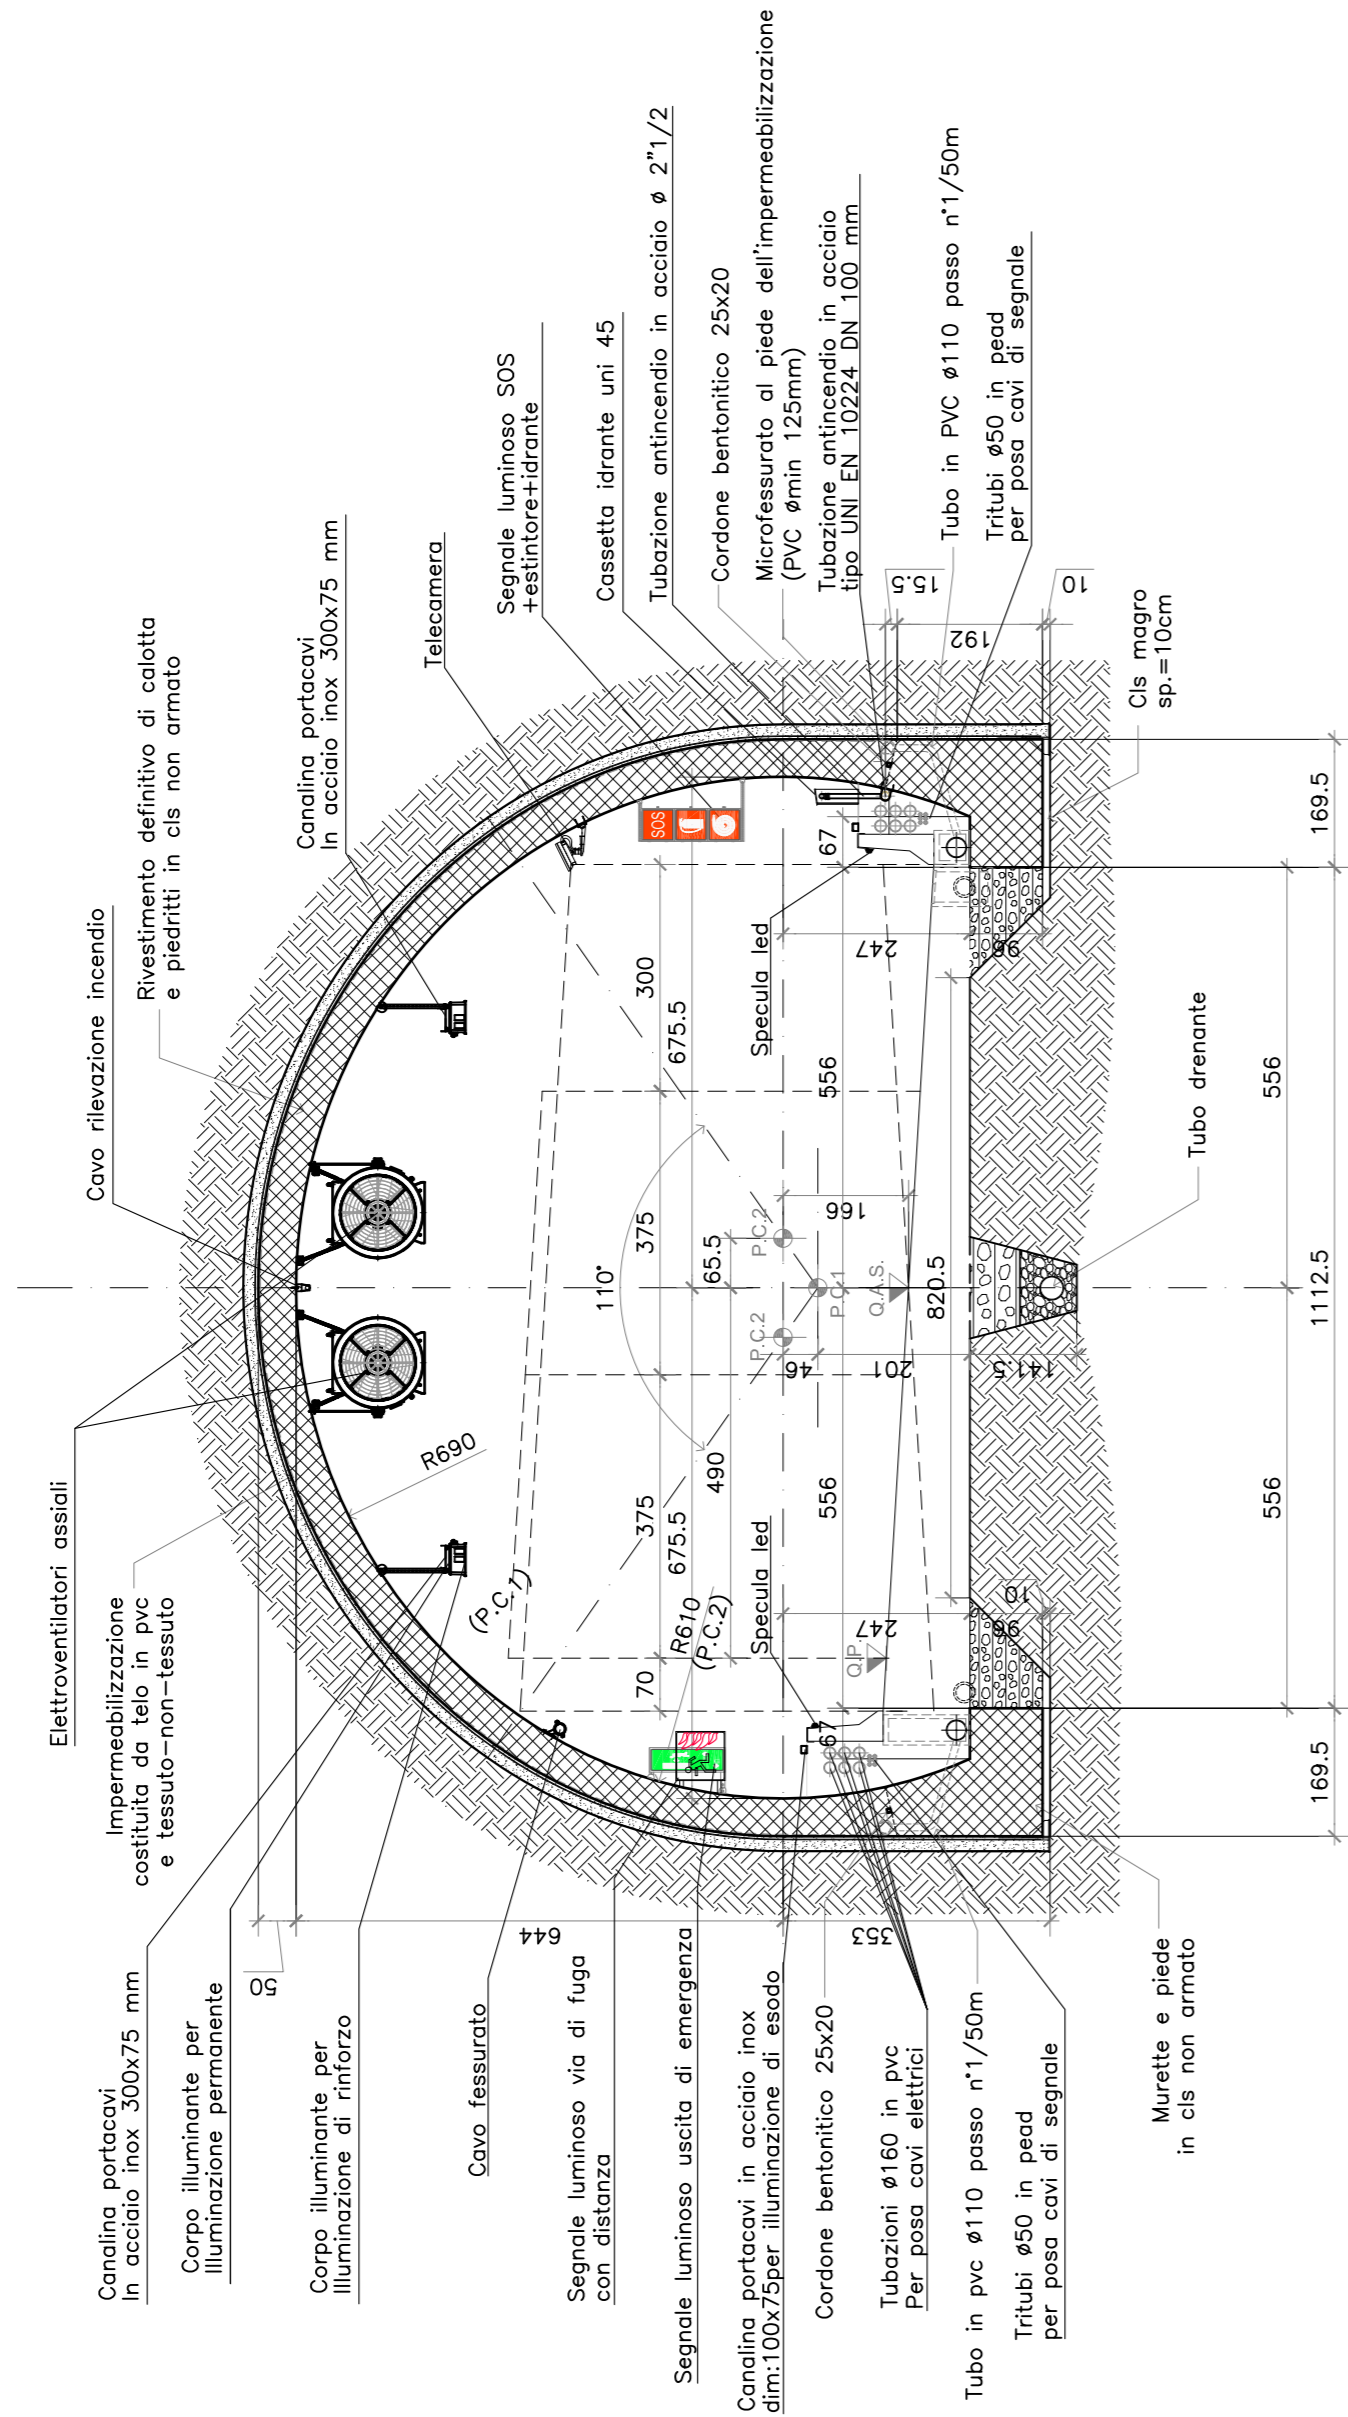 Canalina portacavi
In acciaio inox 300x75 mm
Corpo illuminante per
Illuminazione permanente
Corpo illuminante per
Illuminazione di rinforzo
Cavo fessurato
Segnale luminoso via di fuga
con distanza
Segnale luminoso uscita di emergenza
Canalina portacavi in acciaio inox
dim:100x75per illuminazione di esodo
Cordone bentonitico 25x20
Tubazioni ø160 in pvc
Per posa cavi elettrici
Tubo in pvc ø110 passo n°1/50m
Tritubi ø50 in pead
per posa cavi di segnale
Murette e piede
in cls non armato
Elettroventilatori assiali
Impermeabilizzazione
costituita da telo in pvc
e tessuto-non-tessuto
Cavo rilevazione incendio
Rivestimento definitivo di calotta
e piedritti in cls non armato
Canalina portacavi
In acciaio inox 300x75 mm
Telecamera
Segnale luminoso SOS
+estintore+idrante
Cassetta idrante uni 45
Tubazione antincendio in acciaio ø 2"1/2
Cordone bentonitico 25x20
Microfessurato al piede dell'impermeabilizzazione
(PVC ømin 125mm)
Tubazione antincendio in acciaio
tipo UNI EN 10224 DN 100 mm
Tubo in PVC ø110 passo n°1/50m
Tritubi ø50 in pead
per posa cavi di segnale
Cls magro
sp.=10cm
Tubo drenante
Specula led
Specula led
SOS
R690
(P.C.1)
R610
(P.C.2)
110°
P.C.2
P.C.2
P.C.1
Q.A.S.
Q.P.
50
644
353
70
375
375
300
675.5
675.5
490
65.5
556
556
67
67
166
46
201
141.5
820.5
247
247
96
96
10
15.5
192
10
556
556
169.5
1112.5
169.5